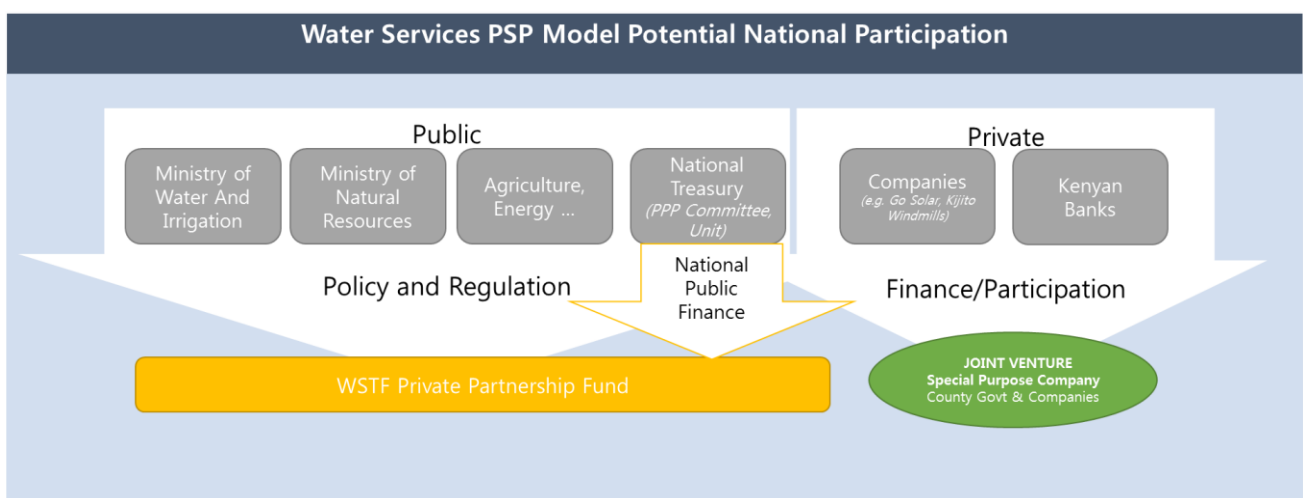 Water Services PSP Model Potential National Participation
Public
Private
Ministry of
Water And
Irrigation
Ministry of
Natural
Resources
Agriculture,
Energy ...
National
Treasury
(PPP Committee,
Unit)
Companies
(e.g. Go Solar, Kijito
Windmills)
Kenyan
Banks
Policy and Regulation
National
Public
Finance
Finance/Participation
WSTF Private Partnership Fund
JOINT VENTURE
Special Purpose Company
County Govt & Companies